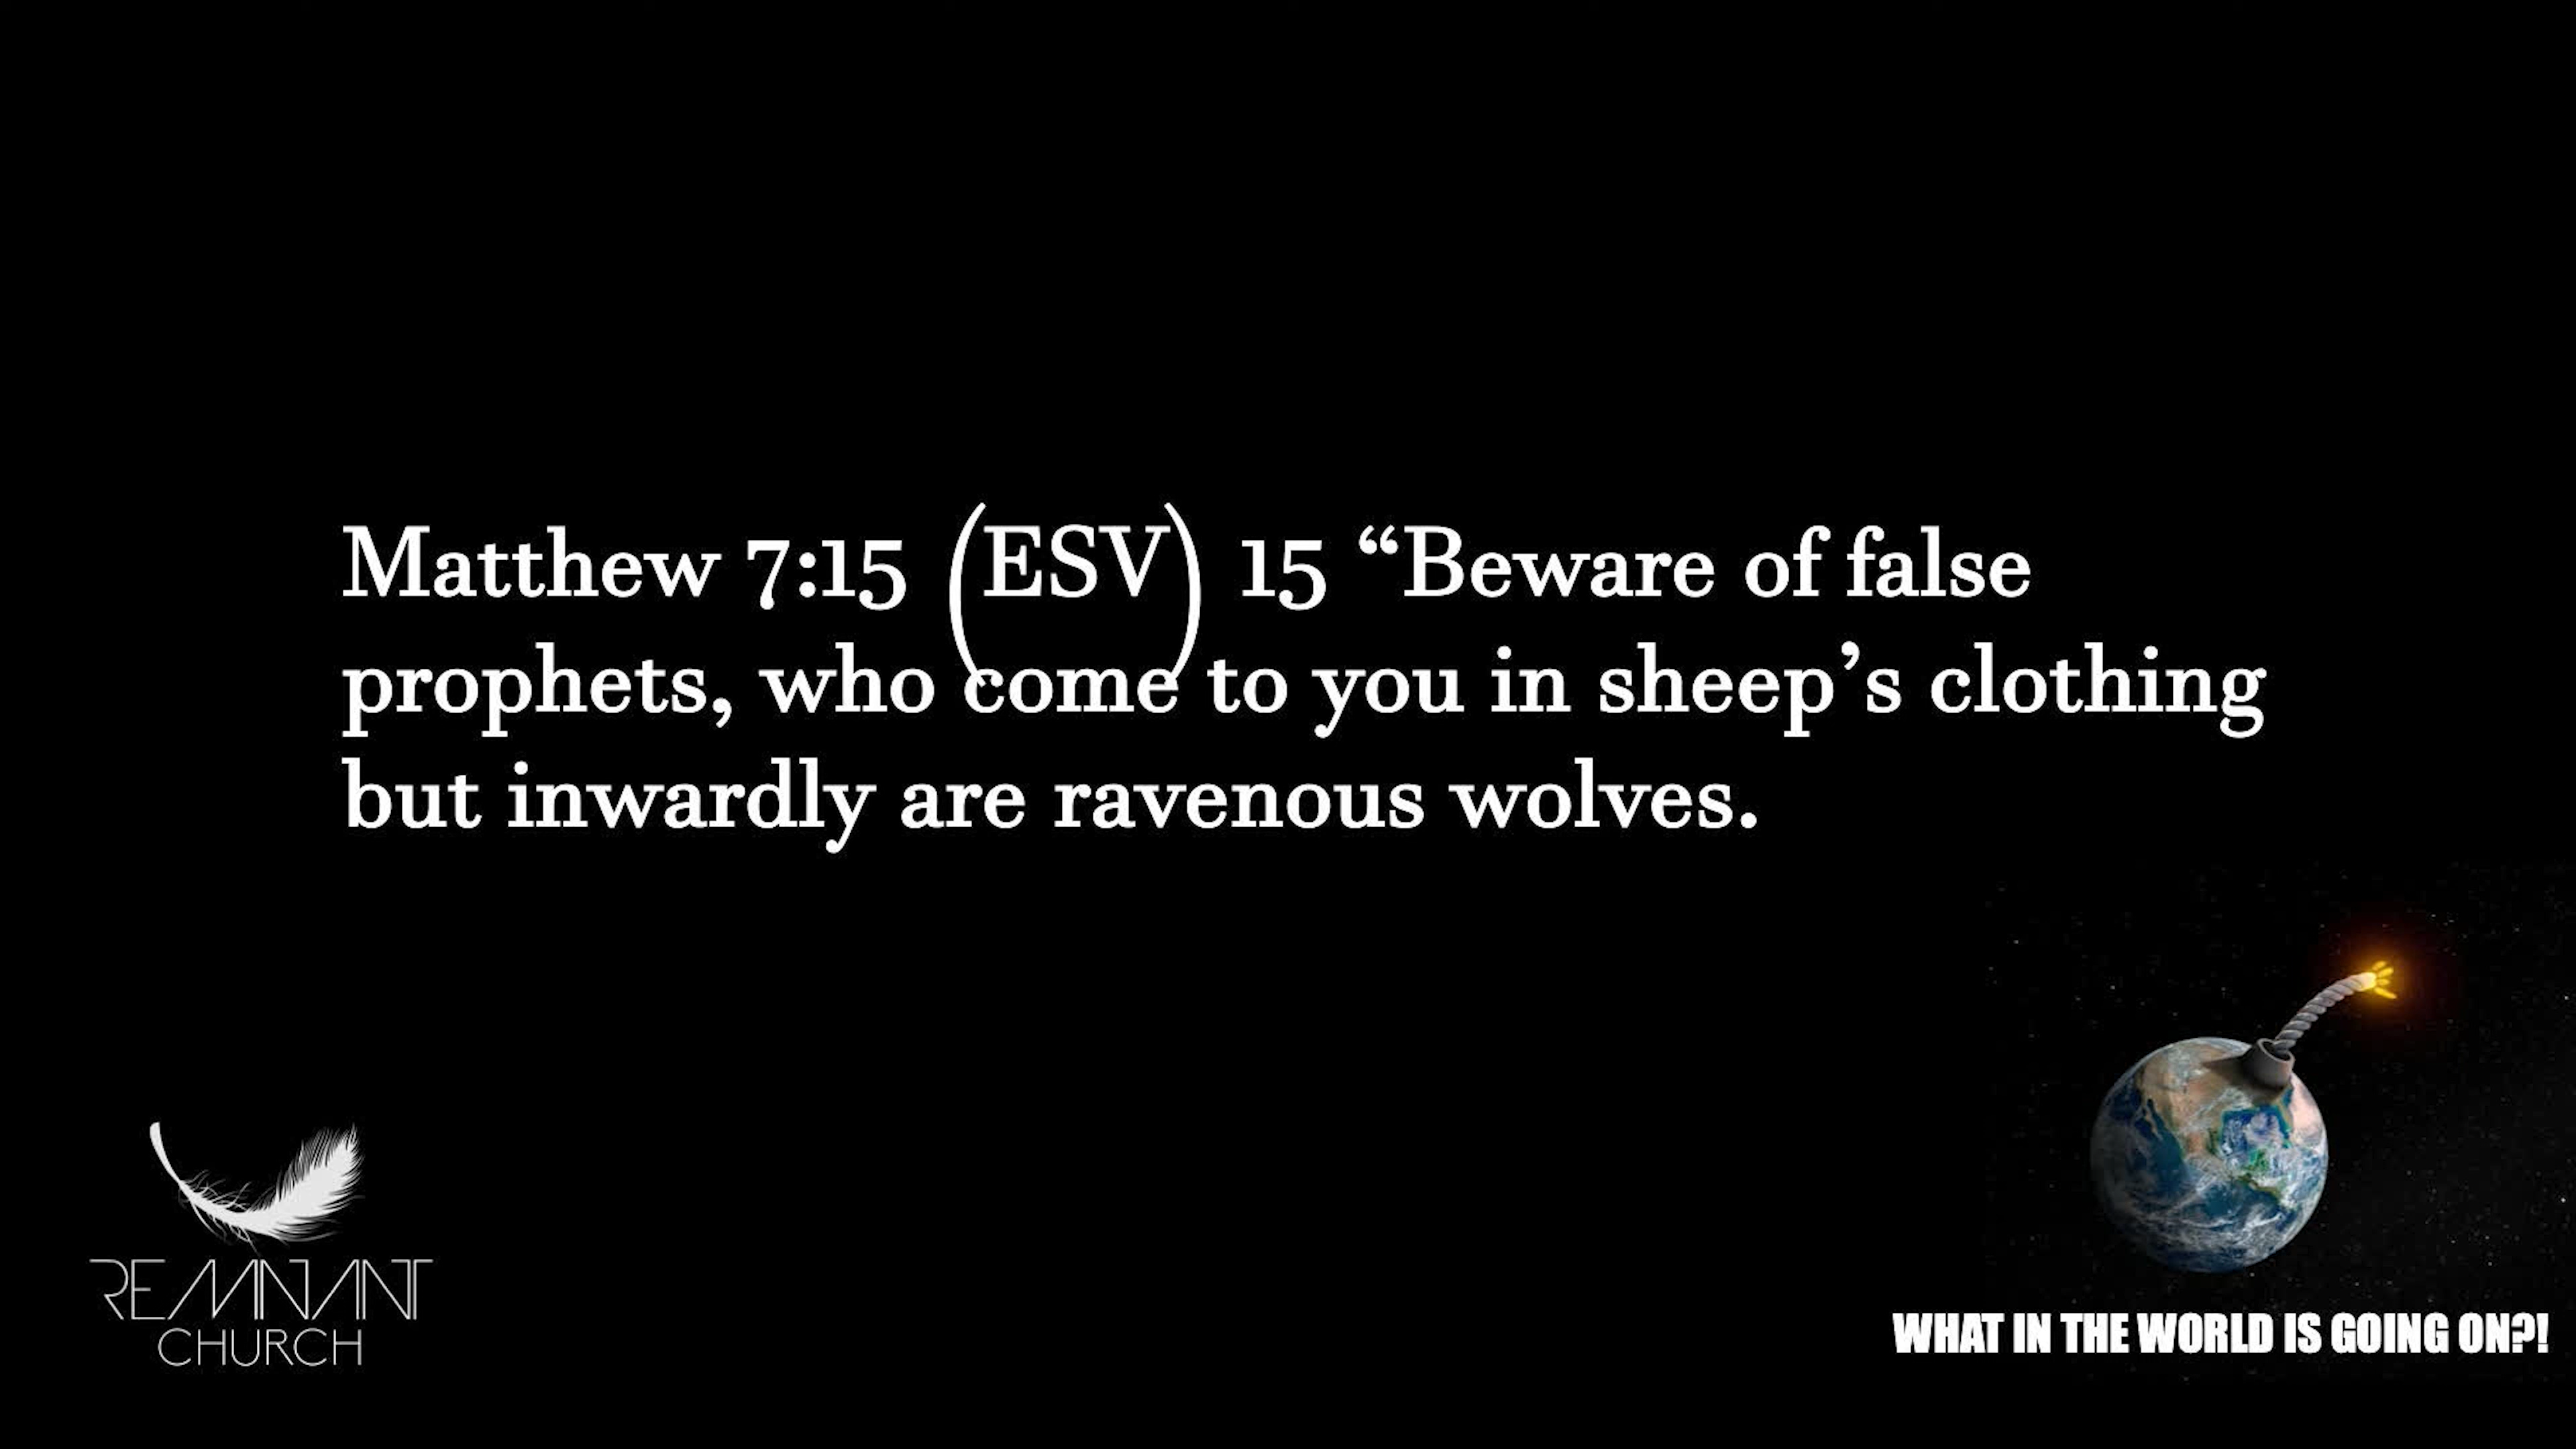 Matthew 7:15 (ESV) 15 “Beware of false
prophets, who come to you in sheep’s clothing
but inwardly are ravenous wolves.
REMNANT
CHURCH
WHAT IN THE WORLD IS GOING ON?!